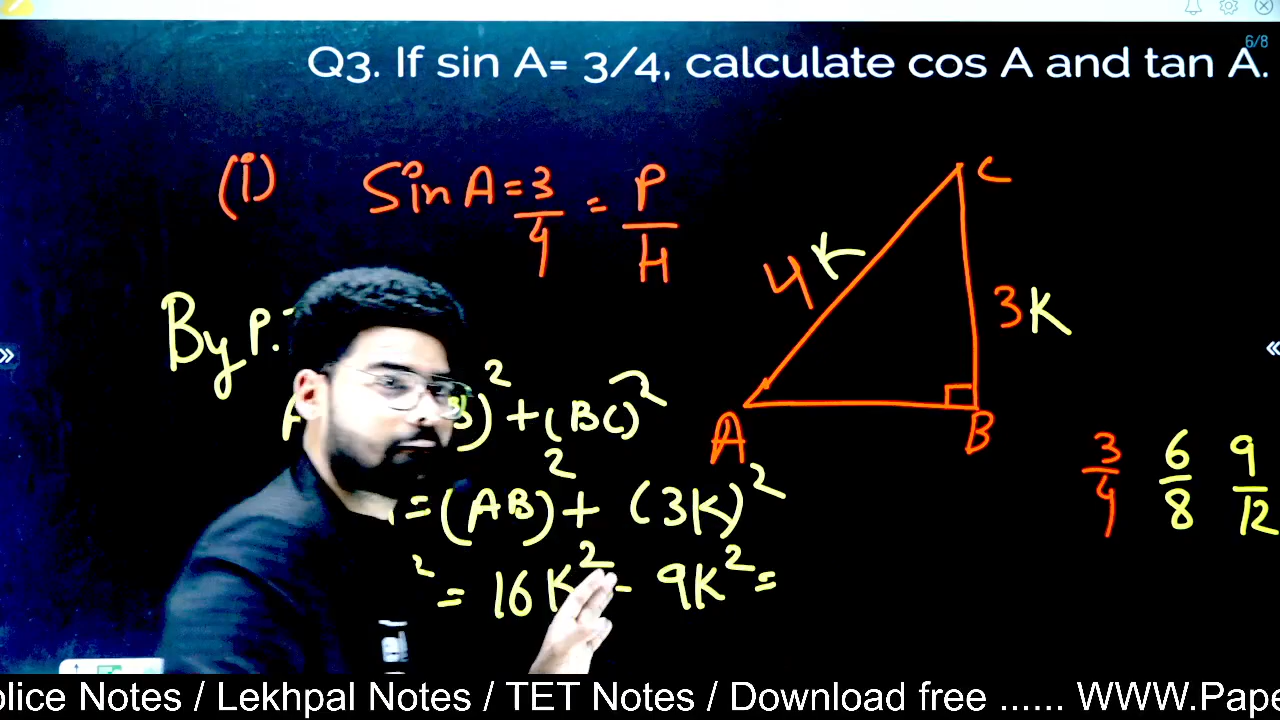 6/8
Q3. If sin A= 3/4, calculate cos A and tan A.
(i) Sin A = 3/4 = P/H
C
4K
3K
By P.
)² + (BC)²
A
B
= (AB)² + (3K)²
3/4 6/8 9/12
² = 16K² - 9K² =
olice Notes / Lekhpal Notes / TET Notes / Download free ...... WWW.Pape